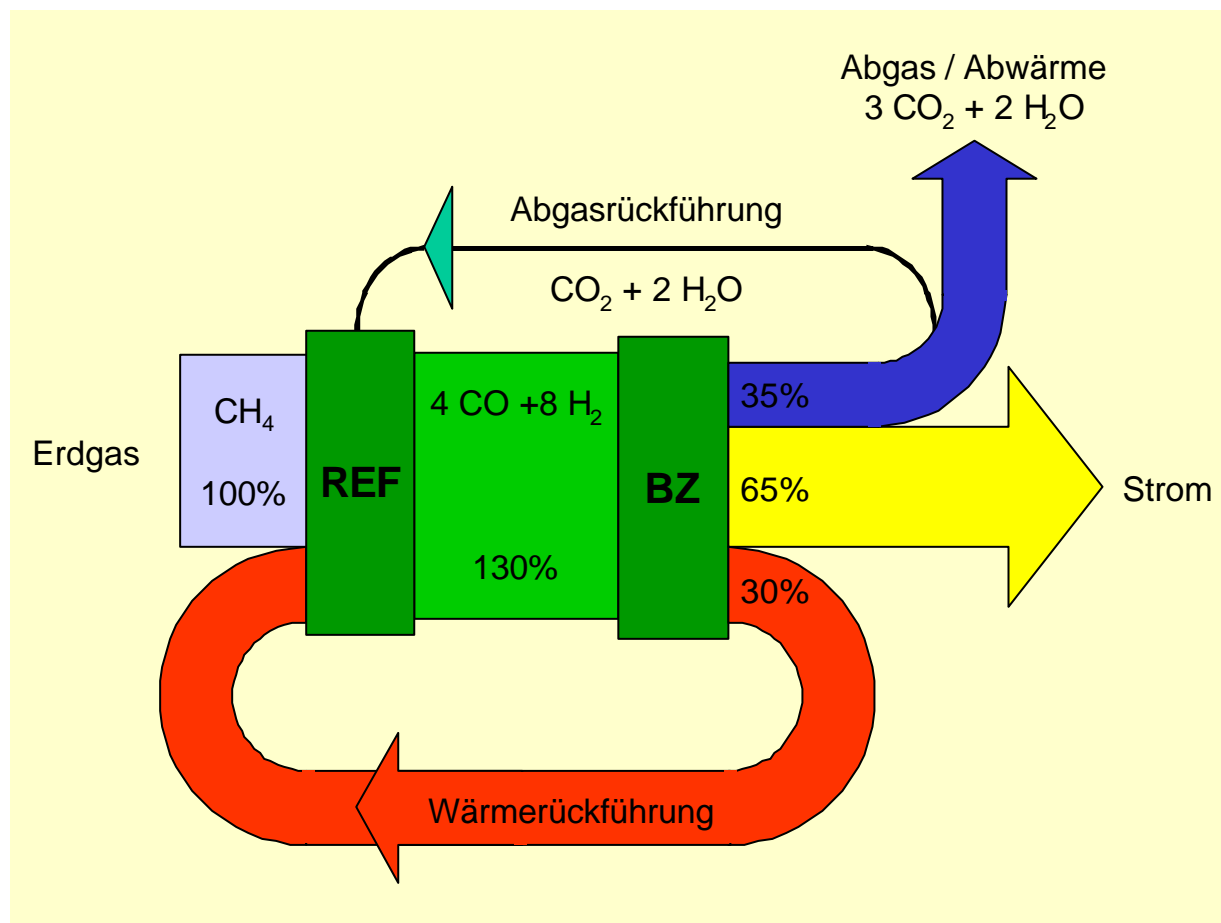 Abgas / Abwärme
3 CO₂ + 2 H₂O
Abgasrückführung
CO₂ + 2 H₂O
Erdgas
CH₄
100%
REF
4 CO +8 H₂
130%
BZ
35%
65%
30%
Strom
Wärmerückführung